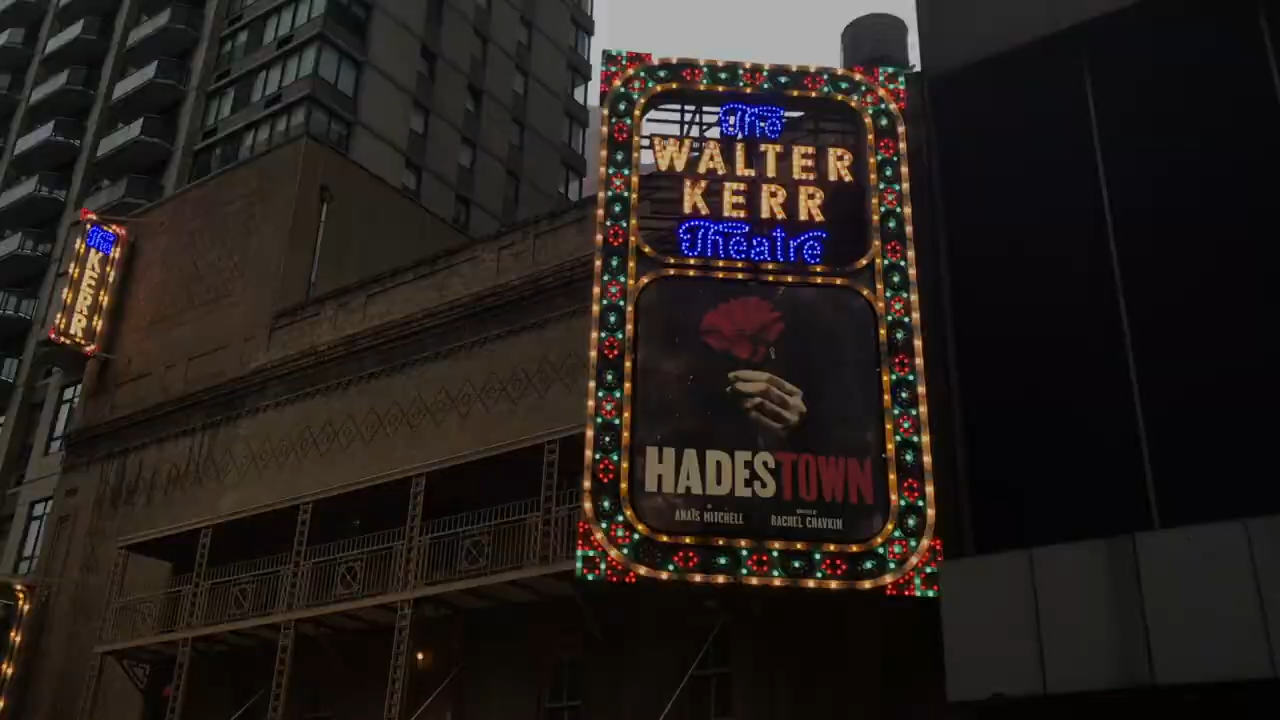 The
KERR
The
WALTER
KERR
Theatre
HADESTOWN
ANAÏS MITCHELL
RACHEL CHAVKIN